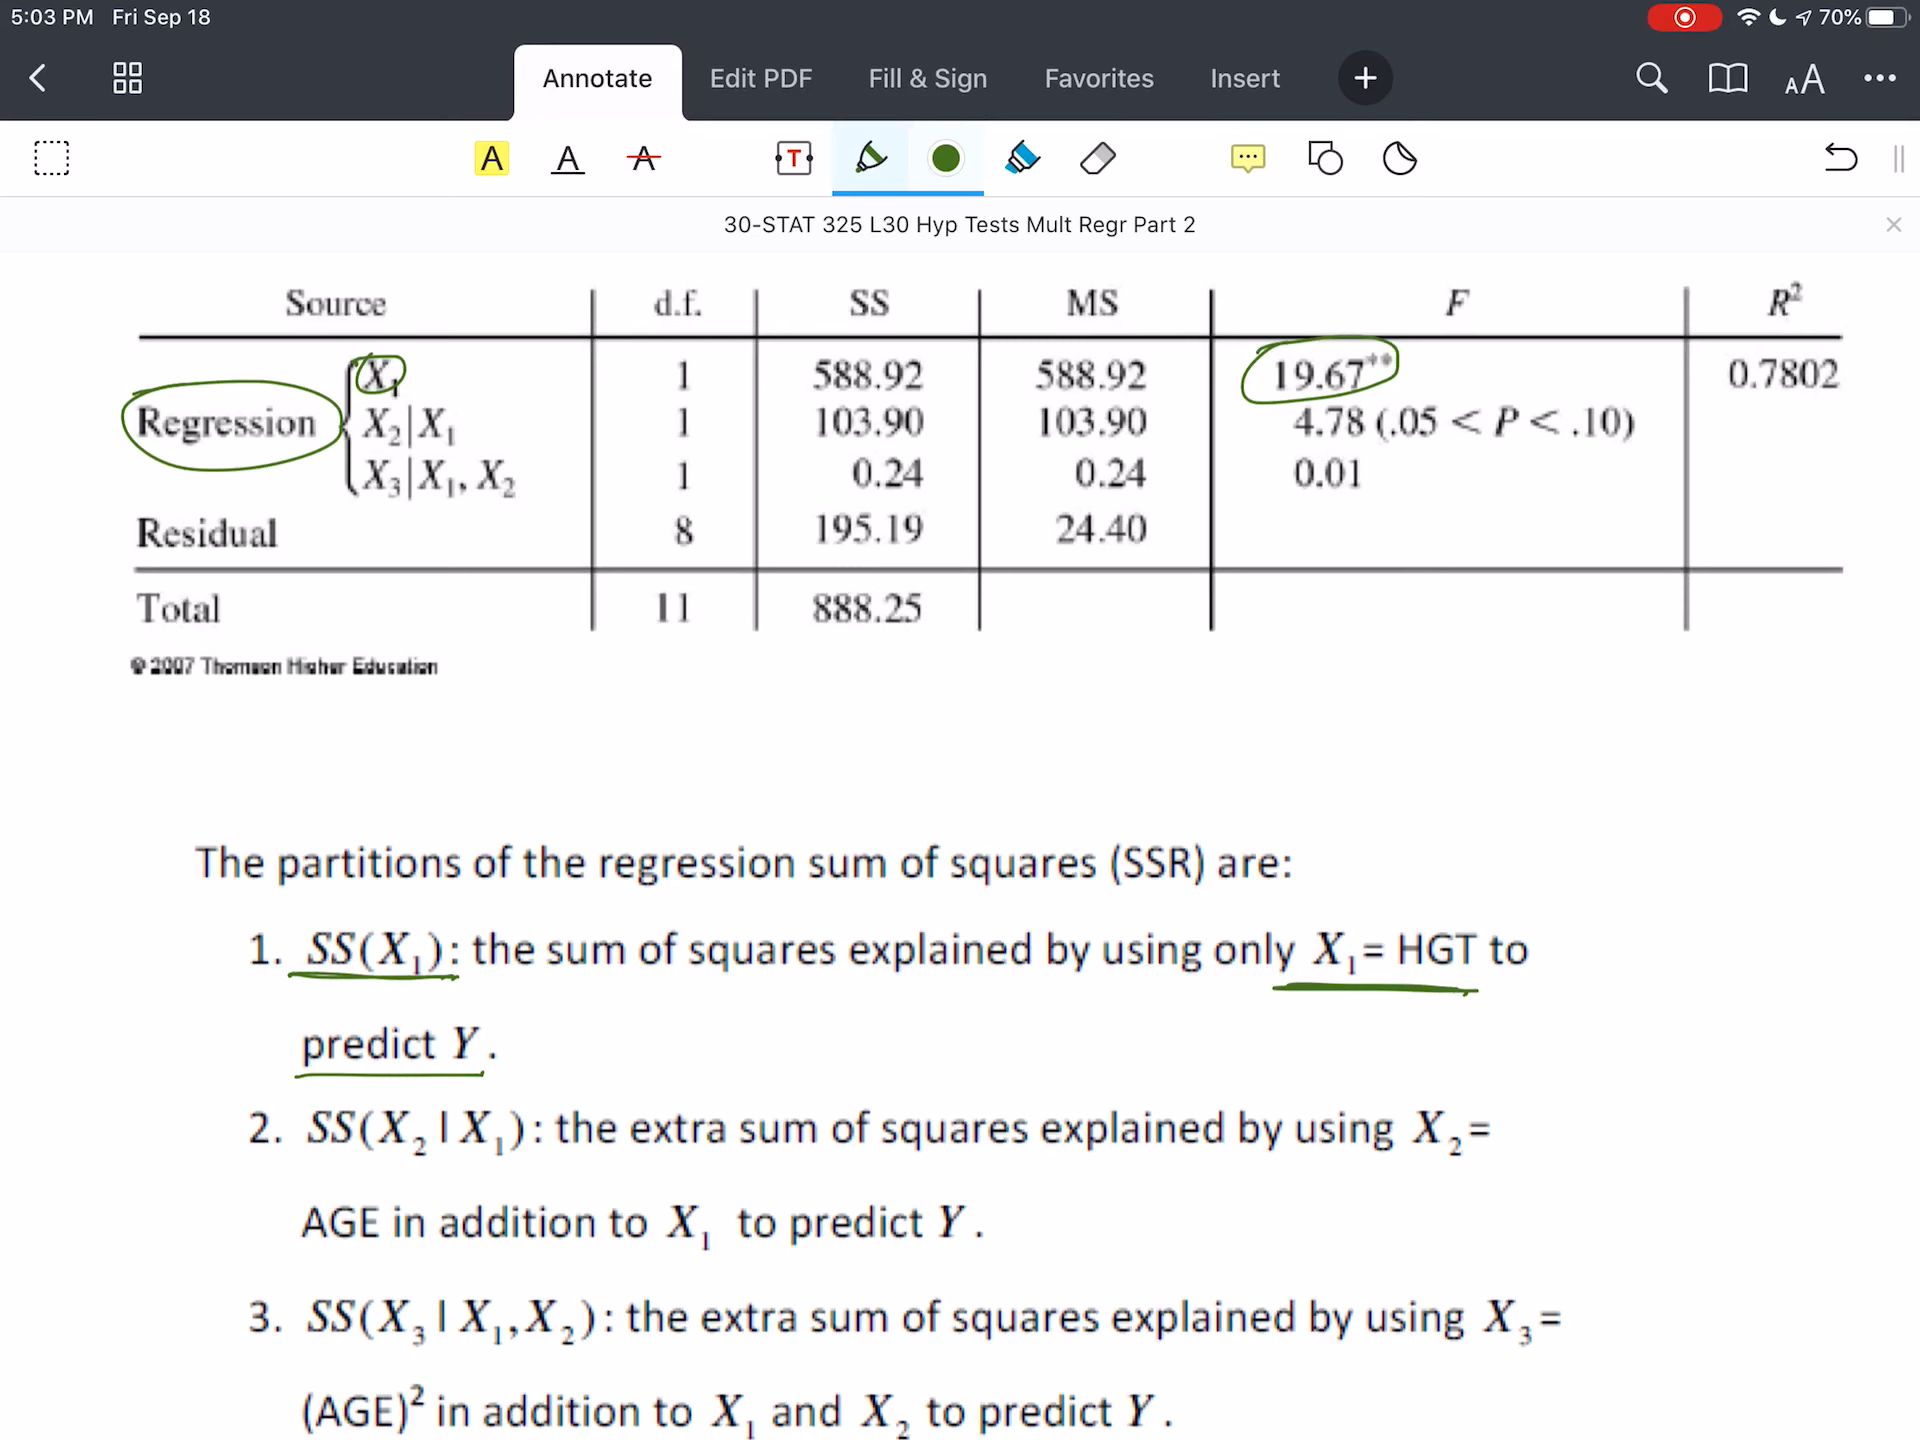 5:03 PM Fri Sep 18 70%
Annotate Edit PDF Fill & Sign Favorites Insert
30-STAT 325 L30 Hyp Tests Mult Regr Part 2
Source d.f. SS MS F R²
X₁ 1 588.92 588.92 19.67** 0.7802
Regression X₂|X₁ 1 103.90 103.90 4.78 (.05 < P < .10)
X₃|X₁, X₂ 1 0.24 0.24 0.01
Residual 8 195.19 24.40
Total 11 888.25
© 2007 Thomson Higher Education
The partitions of the regression sum of squares (SSR) are:
1. SS(X₁): the sum of squares explained by using only X₁= HGT to
predict Y.
2. SS(X₂ | X₁): the extra sum of squares explained by using X₂=
AGE in addition to X₁ to predict Y.
3. SS(X₃ | X₁,X₂): the extra sum of squares explained by using X₃=
(AGE)² in addition to X₁ and X₂ to predict Y.